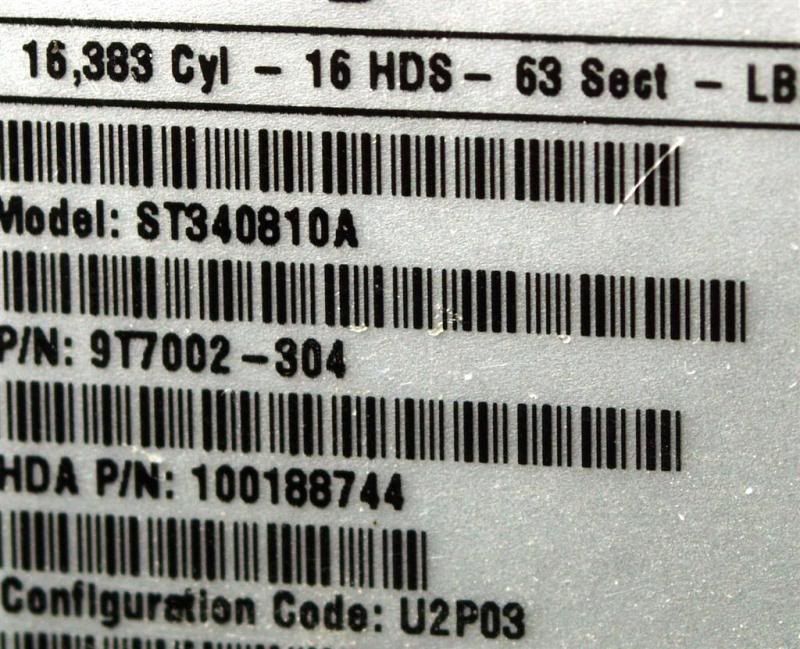 16,383 Cyl - 16 HDS - 63 Sect - LB
Model: ST340810A
P/N: 9T7002-304
HDA P/N: 100188744
Configuration Code: U2P03